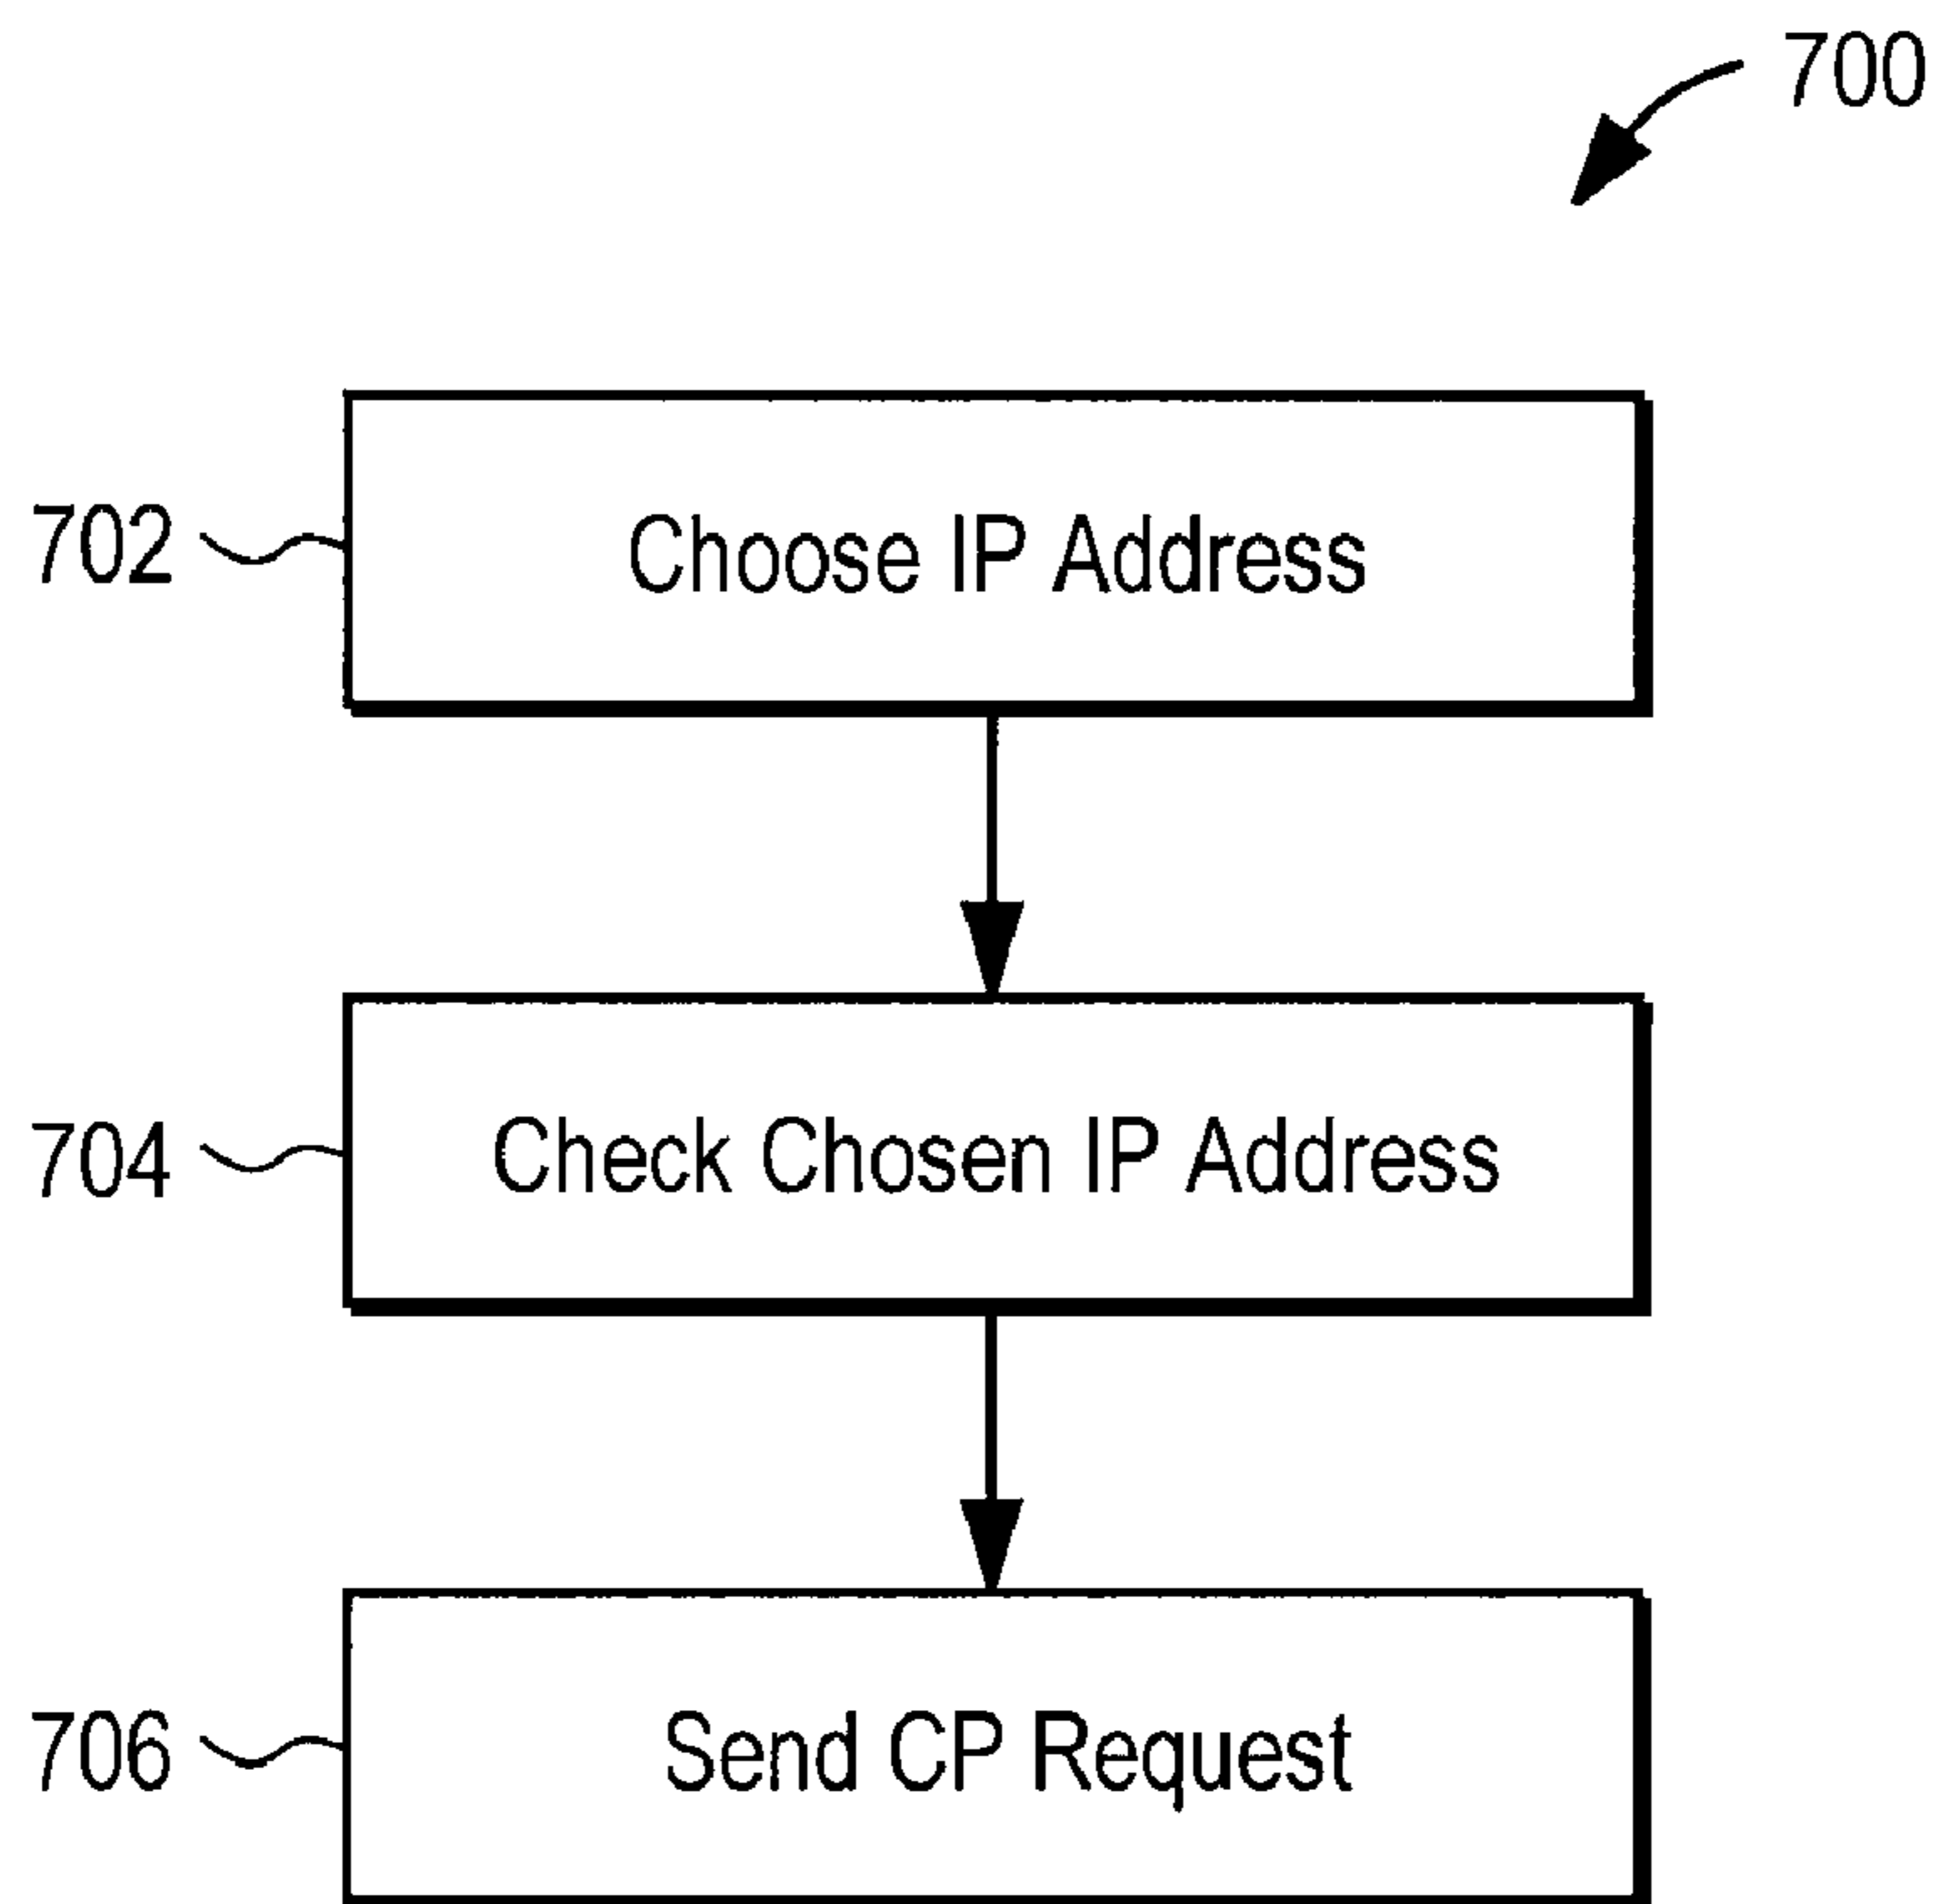 700
702 Choose IP Address
704 Check Chosen IP Address
706 Send CP Request